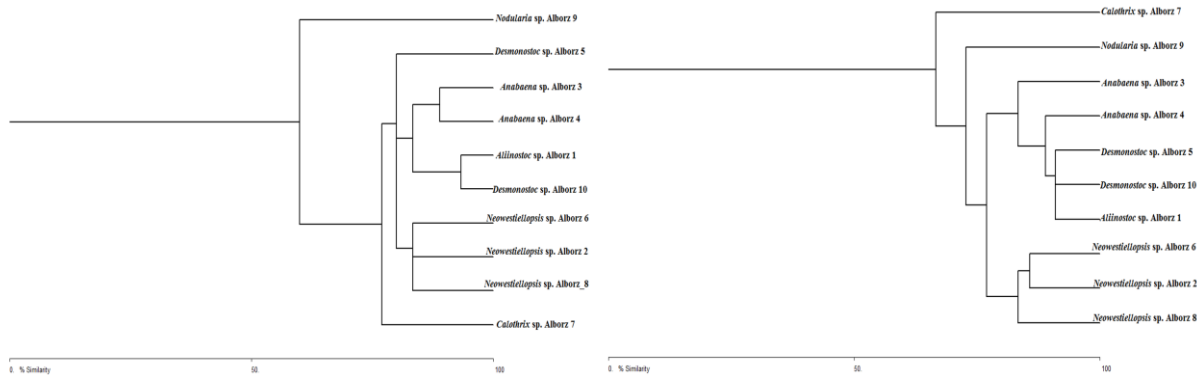 Nodularia sp. Alborz 9
Desmonostoc sp. Alborz 5
Anabaena sp. Alborz 3
Anabaena sp. Alborz 4
Aliinostoc sp. Alborz 1
Desmonostoc sp. Alborz 10
Neowestiellopsis sp. Alborz 6
Neowestiellopsis sp. Alborz 2
Neowestiellopsis sp. Alborz_8
Calothrix sp. Alborz 7
0. % Similarity 50. 100
Calothrix sp. Alborz 7
Nodularia sp. Alborz 9
Anabaena sp. Alborz 3
Anabaena sp. Alborz 4
Desmonostoc sp. Alborz 5
Desmonostoc sp. Alborz 10
Aliinostoc sp. Alborz 1
Neowestiellopsis sp. Alborz 6
Neowestiellopsis sp. Alborz 2
Neowestiellopsis sp. Alborz 8
0. % Similarity 50. 100